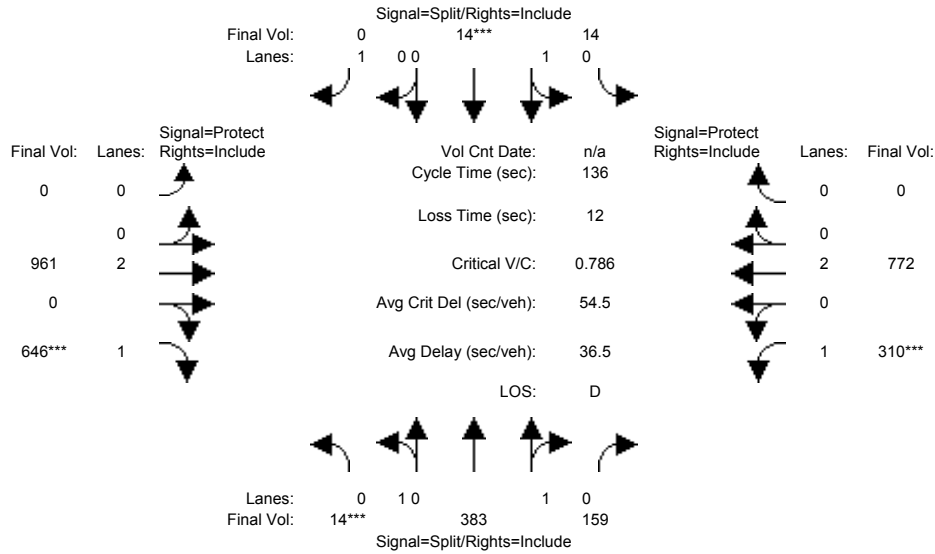 Signal=Split/Rights=Include
Final Vol: 0 14*** 14
Lanes: 1 0 0 1 0
Signal=Protect Signal=Protect
Final Vol: Lanes: Rights=Include Vol Cnt Date: n/a Rights=Include Lanes: Final Vol:
Cycle Time (sec): 136
0 0 0 0
Loss Time (sec): 12
0 0
961 2 Critical V/C: 0.786 2 772
0 Avg Crit Del (sec/veh): 54.5 0
646*** 1 Avg Delay (sec/veh): 36.5 1 310***
LOS: D
Lanes: 0 1 0 1 0
Final Vol: 14*** 383 159
Signal=Split/Rights=Include